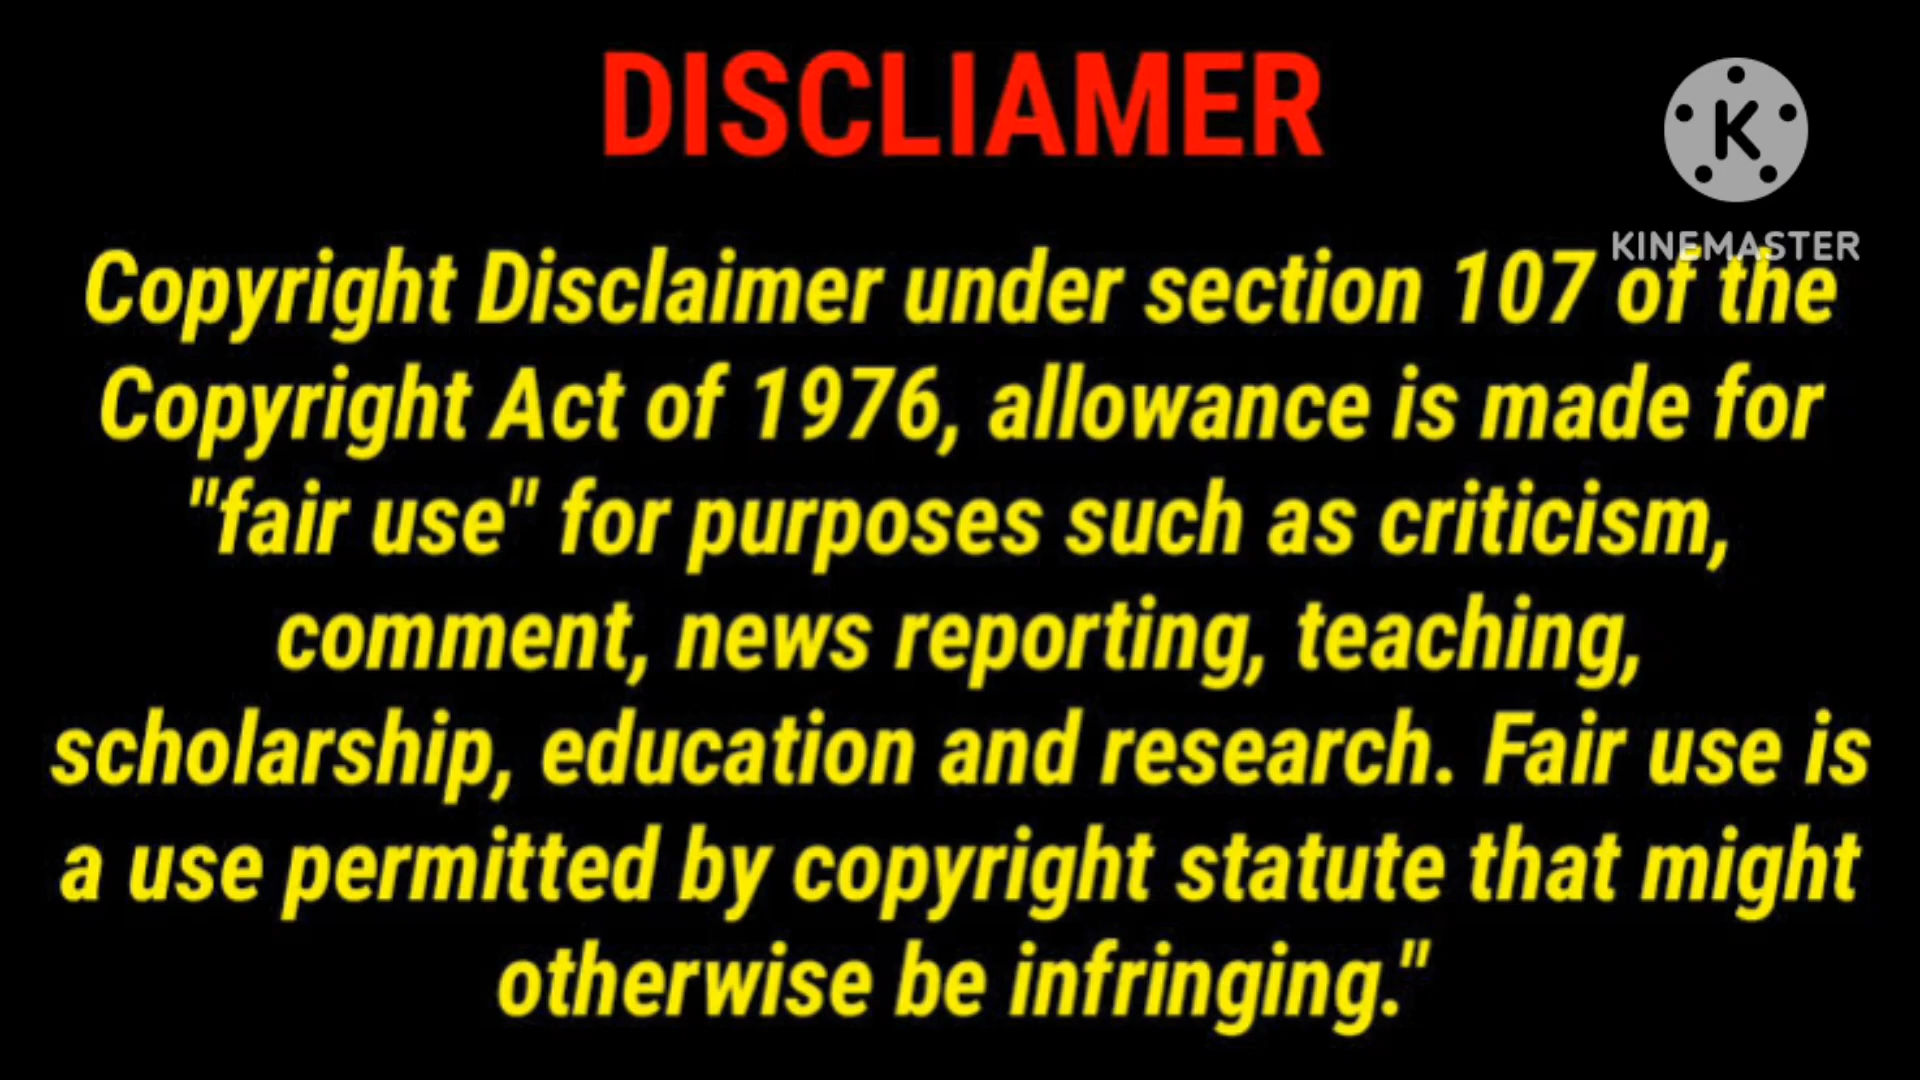 DISCLIAMER
K
KINEMASTER
Copyright Disclaimer under section 107 of the
Copyright Act of 1976, allowance is made for
"fair use" for purposes such as criticism,
comment, news reporting, teaching,
scholarship, education and research. Fair use is
a use permitted by copyright statute that might
otherwise be infringing."